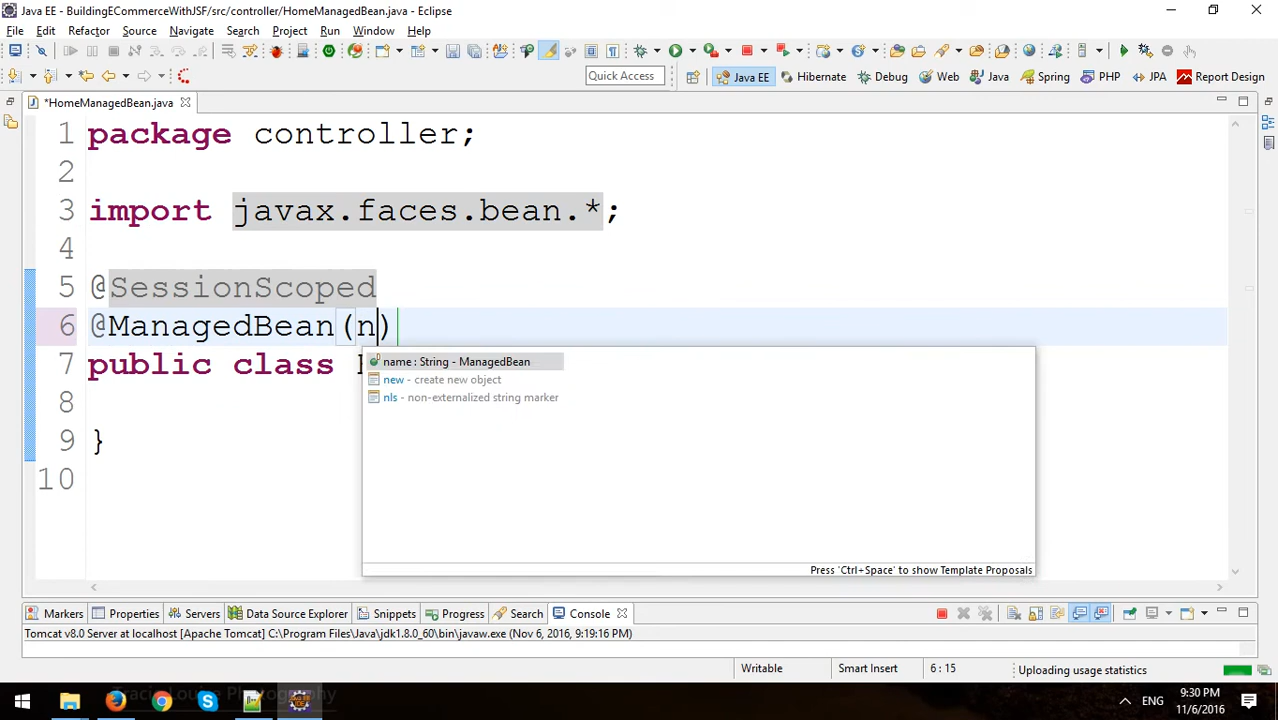 Java EE - BuildingECommerceWithJSF/src/controller/HomeManagedBean.java - Eclipse
File Edit Refactor Source Navigate Search Project Run Window Help
Quick Access Java EE Hibernate Debug Web Java Spring PHP JPA Report Design
*HomeManagedBean.java
1 package controller;
2
3 import javax.faces.bean.*;
4
5 @SessionScoped
6 @ManagedBean(n)
7 public class
name : String - ManagedBean
new - create new object
nls - non-externalized string marker
8
9 }
10
Press 'Ctrl+Space' to show Template Proposals
Markers Properties Servers Data Source Explorer Snippets Progress Search Console
Tomcat v8.0 Server at localhost [Apache Tomcat] C:\Program Files\Java\jdk1.8.0_60\bin\javaw.exe (Nov 6, 2016, 9:19:16 PM)
Writable Smart Insert 6 : 15 Uploading usage statistics
Tracie Louise Photography
ENG 9:30 PM
11/6/2016